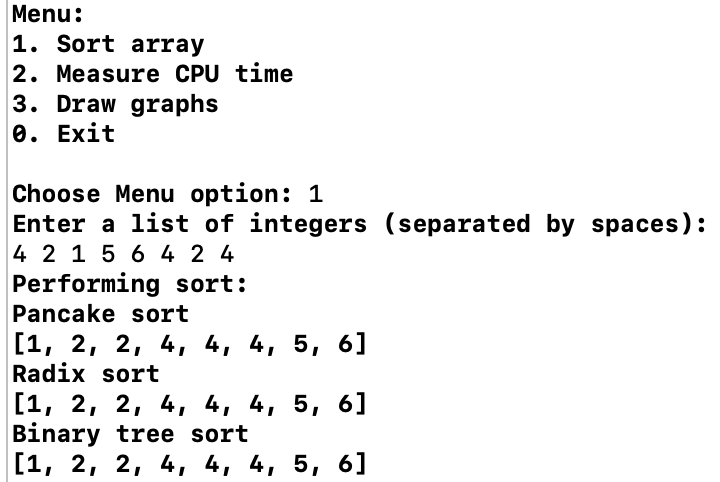 Menu:
1. Sort array
2. Measure CPU time
3. Draw graphs
0. Exit
Choose Menu option: 1
Enter a list of integers (separated by spaces):
4 2 1 5 6 4 2 4
Performing sort:
Pancake sort
[1, 2, 2, 4, 4, 4, 5, 6]
Radix sort
[1, 2, 2, 4, 4, 4, 5, 6]
Binary tree sort
[1, 2, 2, 4, 4, 4, 5, 6]